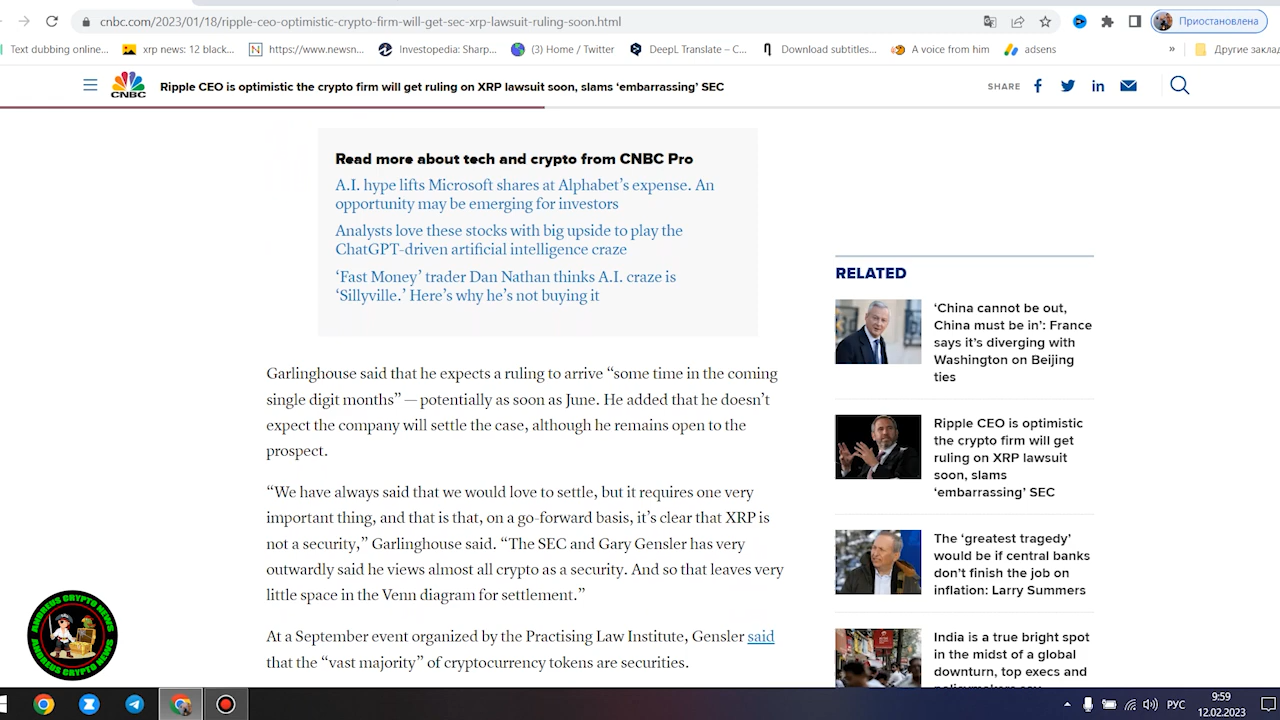 cnbc.com/2023/01/18/ripple-ceo-optimistic-crypto-firm-will-get-sec-xrp-lawsuit-ruling-soon.html
Приостановлена
Text dubbing online...
xrp news: 12 black...
https://www.newsn...
Investopedia: Sharp...
(3) Home / Twitter
DeepL Translate – C...
Download subtitles...
A voice from him
adsens
»
Другие заклад
CNBC
Ripple CEO is optimistic the crypto firm will get ruling on XRP lawsuit soon, slams ‘embarrassing’ SEC
SHARE
Read more about tech and crypto from CNBC Pro
A.I. hype lifts Microsoft shares at Alphabet’s expense. An
opportunity may be emerging for investors
Analysts love these stocks with big upside to play the
ChatGPT-driven artificial intelligence craze
‘Fast Money’ trader Dan Nathan thinks A.I. craze is
‘Sillyville.’ Here’s why he’s not buying it
Garlinghouse said that he expects a ruling to arrive “some time in the coming
single digit months” — potentially as soon as June. He added that he doesn’t
expect the company will settle the case, although he remains open to the
prospect.
“We have always said that we would love to settle, but it requires one very
important thing, and that is that, on a go-forward basis, it’s clear that XRP is
not a security,” Garlinghouse said. “The SEC and Gary Gensler has very
outwardly said he views almost all crypto as a security. And so that leaves very
little space in the Venn diagram for settlement.”
At a September event organized by the Practising Law Institute, Gensler said
that the “vast majority” of cryptocurrency tokens are securities.
RELATED
‘China cannot be out,
China must be in’: France
says it’s diverging with
Washington on Beijing
ties
Ripple CEO is optimistic
the crypto firm will get
ruling on XRP lawsuit
soon, slams
‘embarrassing’ SEC
The ‘greatest tragedy’
would be if central banks
don’t finish the job on
inflation: Larry Summers
India is a true bright spot
in the midst of a global
downturn, top execs and
policymakers say
ANDREUS CRYPTO NEWS
ANDREUS CRYPTO NEWS
РУС
9:59
12.02.2023